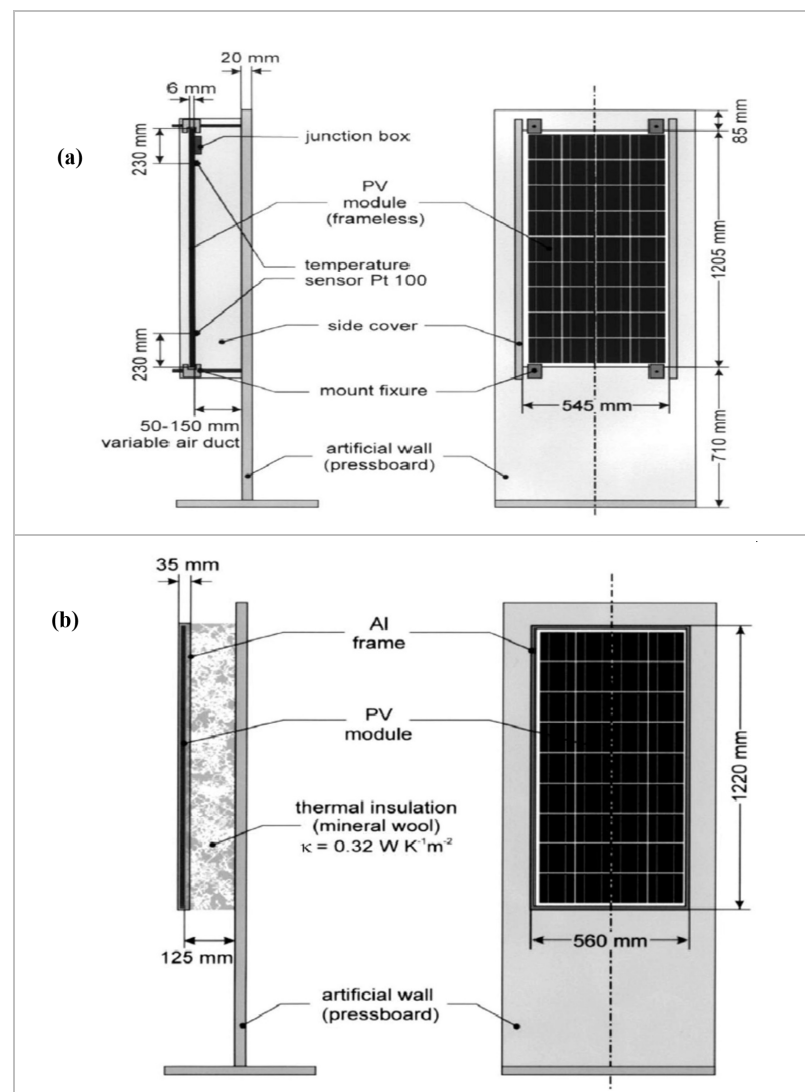 20 mm
6 mm
(a)
230 mm
junction box
PV
module
(frameless)
temperature
sensor Pt 100
side cover
230 mm
mount fixure
50-150 mm
variable air duct
artificial wall
(pressboard)
85 mm
1205 mm
545 mm
710 mm
35 mm
(b)
Al
frame
PV
module
thermal insulation
(mineral wool)
κ = 0.32 W K⁻¹m⁻²
125 mm
artificial wall
(pressboard)
1220 mm
560 mm